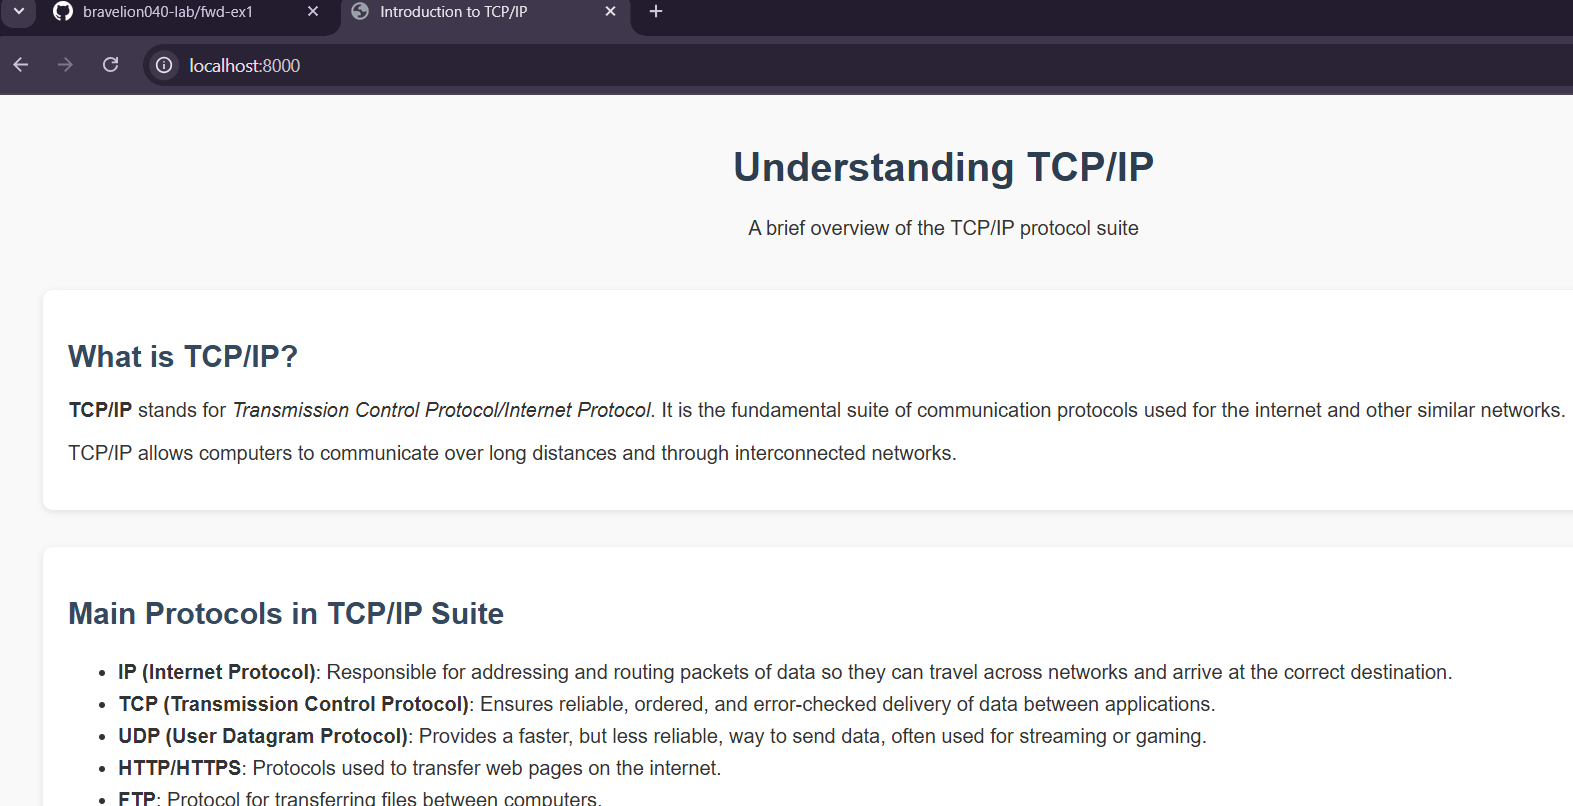 bravelion040-lab/fwd-ex1
Introduction to TCP/IP
localhost:8000
Understanding TCP/IP
A brief overview of the TCP/IP protocol suite
What is TCP/IP?
TCP/IP stands for Transmission Control Protocol/Internet Protocol. It is the fundamental suite of communication protocols used for the internet and other similar networks.
TCP/IP allows computers to communicate over long distances and through interconnected networks.
Main Protocols in TCP/IP Suite
• IP (Internet Protocol): Responsible for addressing and routing packets of data so they can travel across networks and arrive at the correct destination.
• TCP (Transmission Control Protocol): Ensures reliable, ordered, and error-checked delivery of data between applications.
• UDP (User Datagram Protocol): Provides a faster, but less reliable, way to send data, often used for streaming or gaming.
• HTTP/HTTPS: Protocols used to transfer web pages on the internet.
• FTP: Protocol for transferring files between computers.